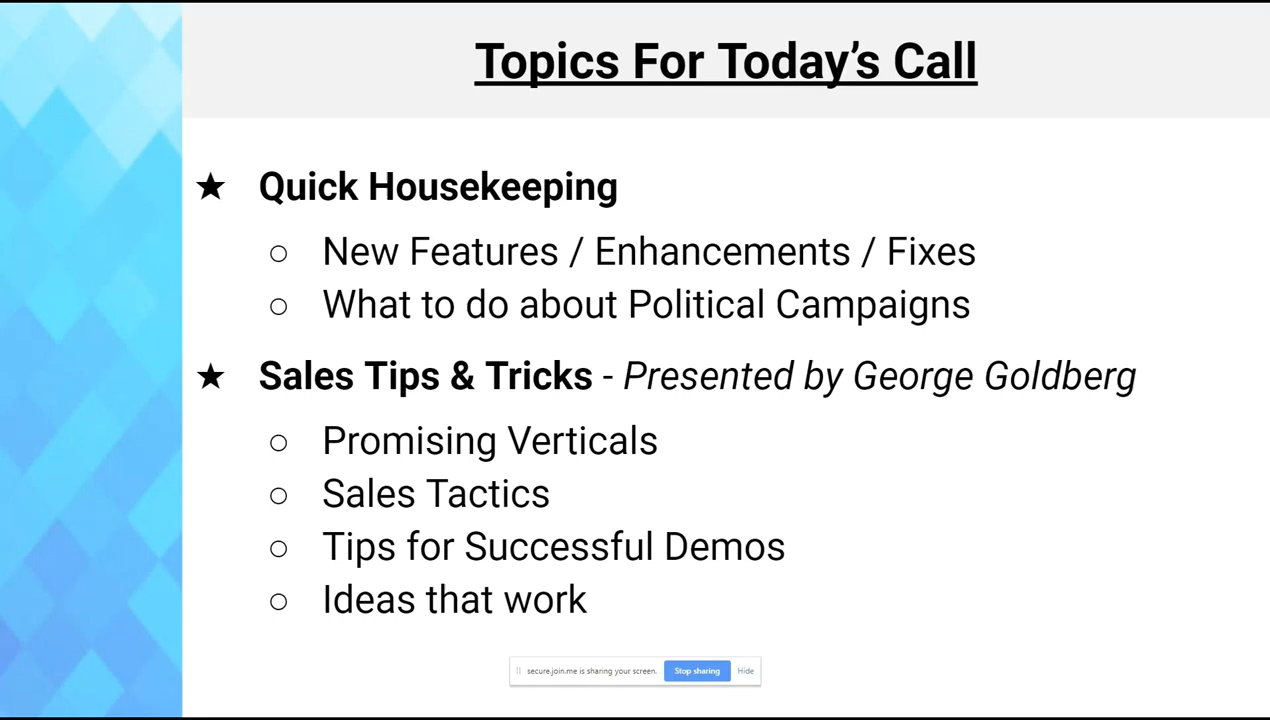 Topics For Today's Call
★ Quick Housekeeping
○ New Features / Enhancements / Fixes
○ What to do about Political Campaigns
★ Sales Tips & Tricks - Presented by George Goldberg
○ Promising Verticals
○ Sales Tactics
○ Tips for Successful Demos
○ Ideas that work
secure.join.me is sharing your screen. Stop sharing Hide